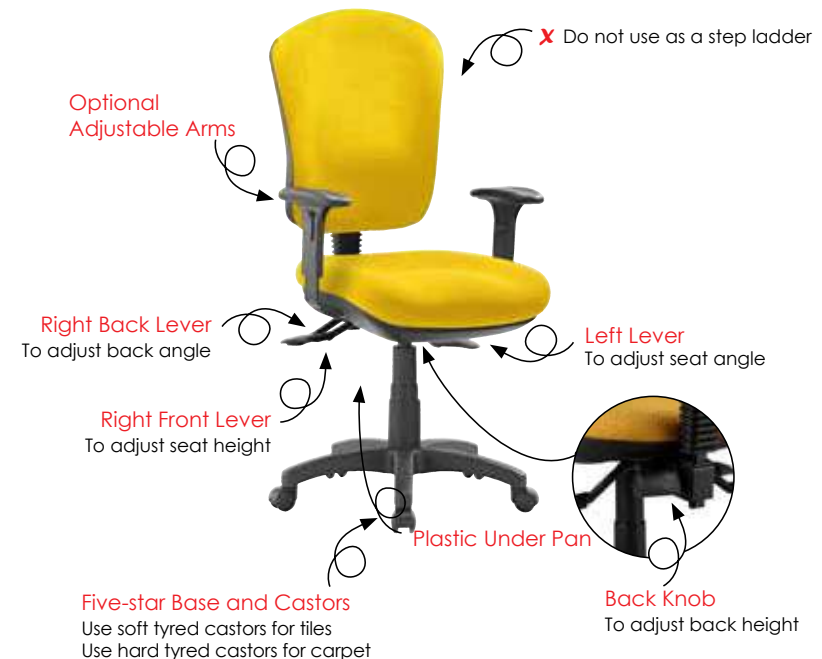 ✗ Do not use as a step ladder
Optional
Adjustable Arms
Right Back Lever
To adjust back angle
Left Lever
To adjust seat angle
Right Front Lever
To adjust seat height
Plastic Under Pan
Five-star Base and Castors
Use soft tyred castors for tiles
Use hard tyred castors for carpet
Back Knob
To adjust back height